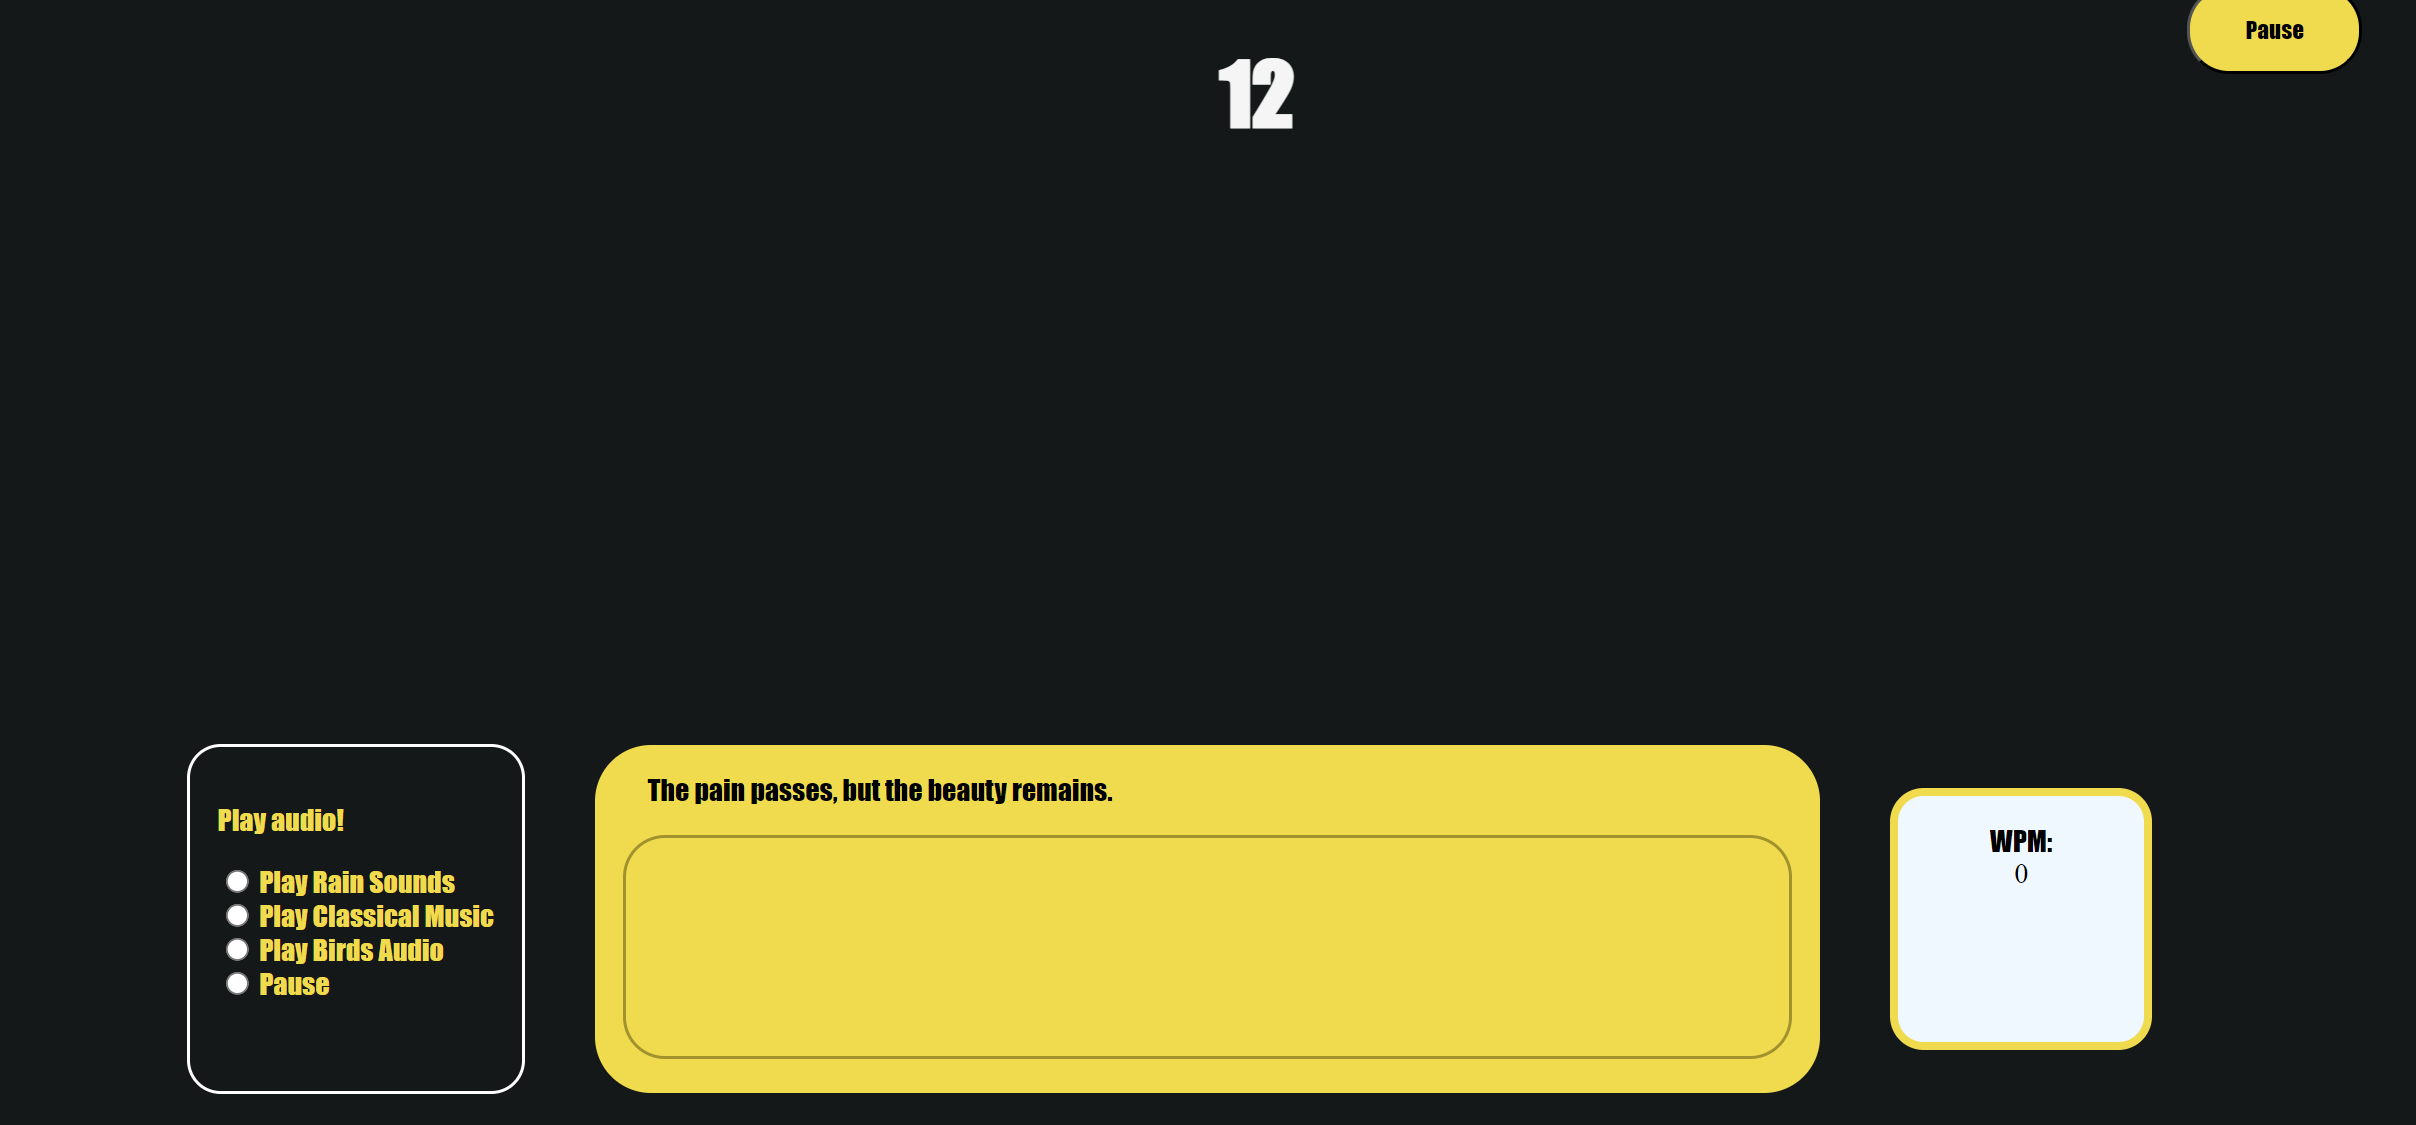 Pause
12
Play audio!
Play Rain Sounds
Play Classical Music
Play Birds Audio
Pause
The pain passes, but the beauty remains.
WPM:
0